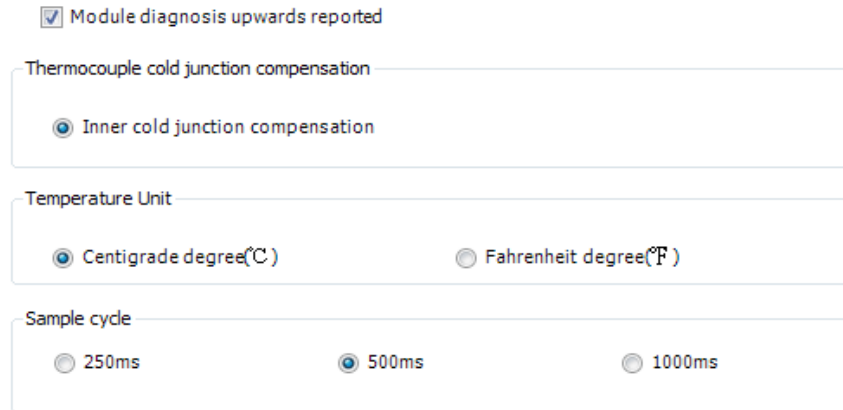 Module diagnosis upwards reported
Thermocouple cold junction compensation
Inner cold junction compensation
Temperature Unit
Centigrade degree(℃) Fahrenheit degree(℉)
Sample cycle
250ms 500ms 1000ms